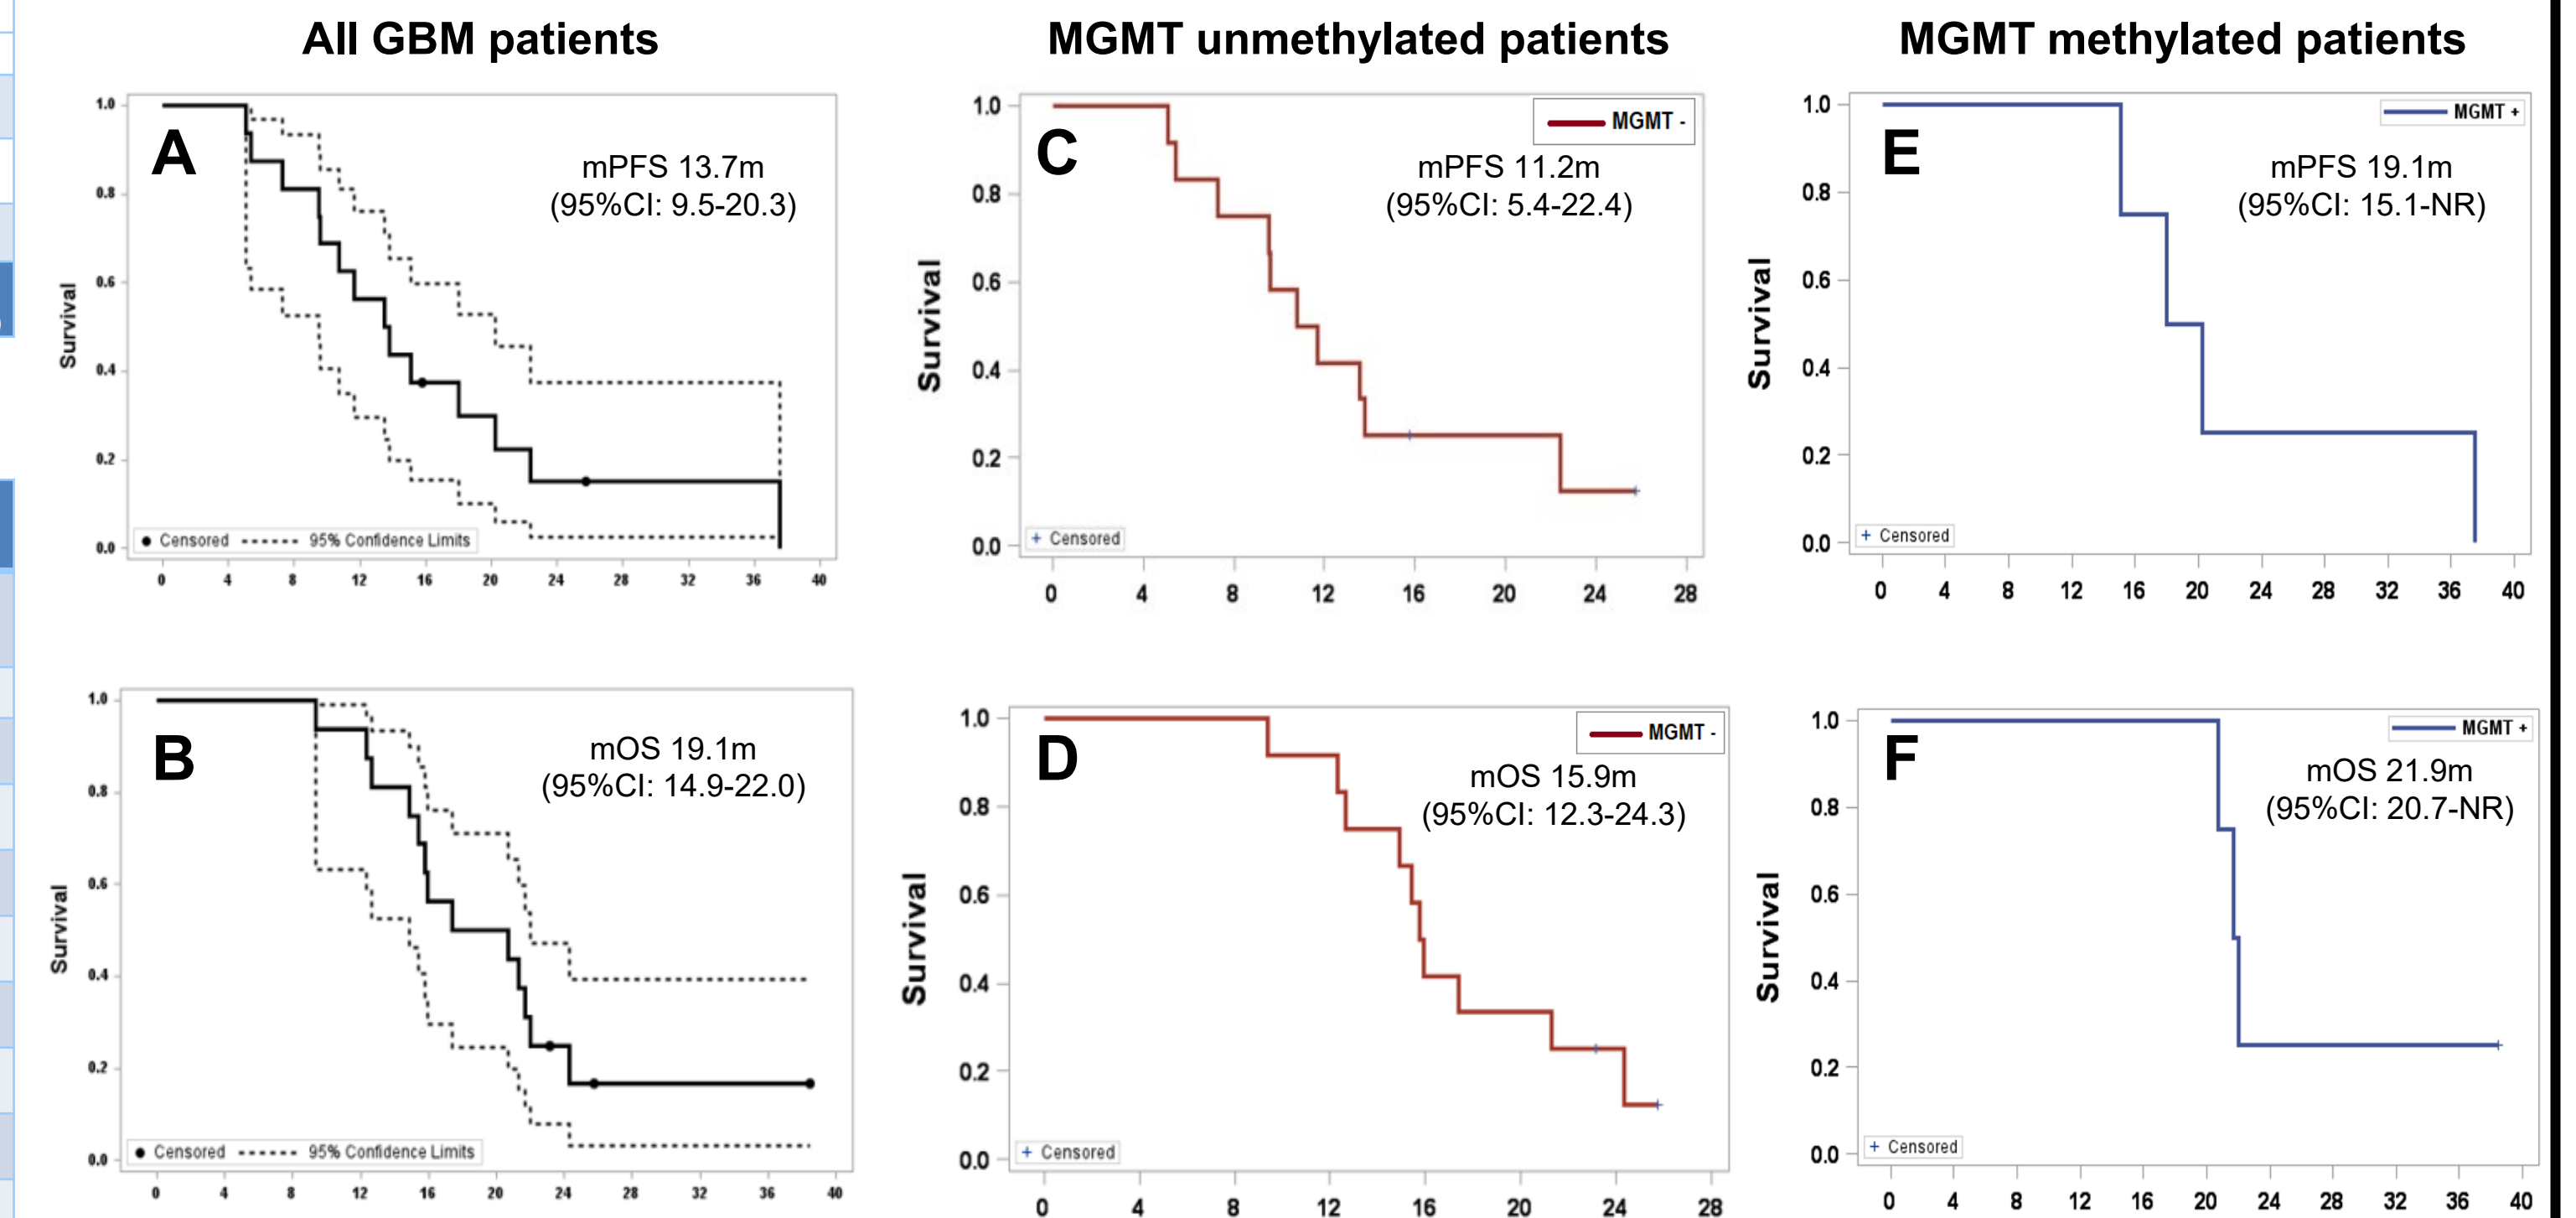 All GBM patients
MGMT unmethylated patients
MGMT methylated patients
A
mPFS 13.7m
(95%CI: 9.5-20.3)
Survival
1.0
0.8
0.6
0.4
0.2
0.0
Censored 95% Confidence Limits
0 4 8 12 16 20 24 28 32 36 40
C
MGMT -
mPFS 11.2m
(95%CI: 5.4-22.4)
Survival
1.0
0.8
0.6
0.4
0.2
0.0
+ Censored
0 4 8 12 16 20 24 28
E
MGMT +
mPFS 19.1m
(95%CI: 15.1-NR)
Survival
1.0
0.8
0.6
0.4
0.2
0.0
+ Censored
0 4 8 12 16 20 24 28 32 36 40
B
mOS 19.1m
(95%CI: 14.9-22.0)
Survival
1.0
0.8
0.6
0.4
0.2
0.0
Censored 95% Confidence Limits
0 4 8 12 16 20 24 28 32 36 40
D
MGMT -
mOS 15.9m
(95%CI: 12.3-24.3)
Survival
1.0
0.8
0.6
0.4
0.2
0.0
+ Censored
0 4 8 12 16 20 24 28
F
MGMT +
mOS 21.9m
(95%CI: 20.7-NR)
Survival
1.0
0.8
0.6
0.4
0.2
0.0
+ Censored
0 4 8 12 16 20 24 28 32 36 40